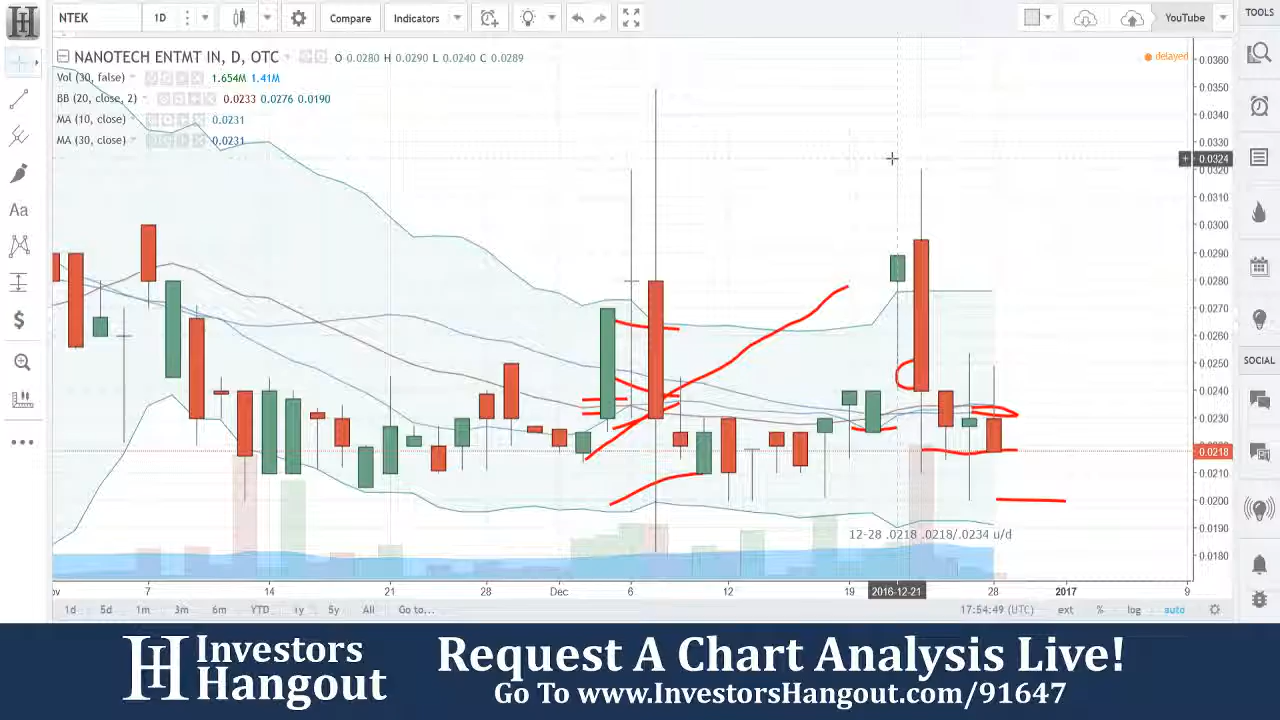 NTEK 1D Compare Indicators YouTube TOOLS
NANOTECH ENTMT IN, D, OTC O 0.0280 H 0.0290 L 0.0240 C 0.0289 delayed
Vol (30, false) 1.654M 1.41M
BB (20, close, 2) 0.0233 0.0276 0.0190
MA (10, close) 0.0231
MA (30, close) 0.0231
0.0360
0.0350
0.0340
0.0330
0.0324
0.0320
0.0310
0.0300
0.0290
0.0280
0.0270
0.0260
0.0250
0.0240
0.0230
0.0218
0.0210
0.0200
0.0190
0.0180
Aa
$
SOCIAL
12-28 .0218 .0218/.0234 u/d
ov 7 14 21 28 Dec 6 12 19 2016-12-21 28 2017 9
1d 5d 1m 3m 6m YTD 1y 5y All Go to... 17:54:49 (UTC) ext % log auto
H Investors Hangout
Request A Chart Analysis Live!
Go To www.InvestorsHangout.com/91647